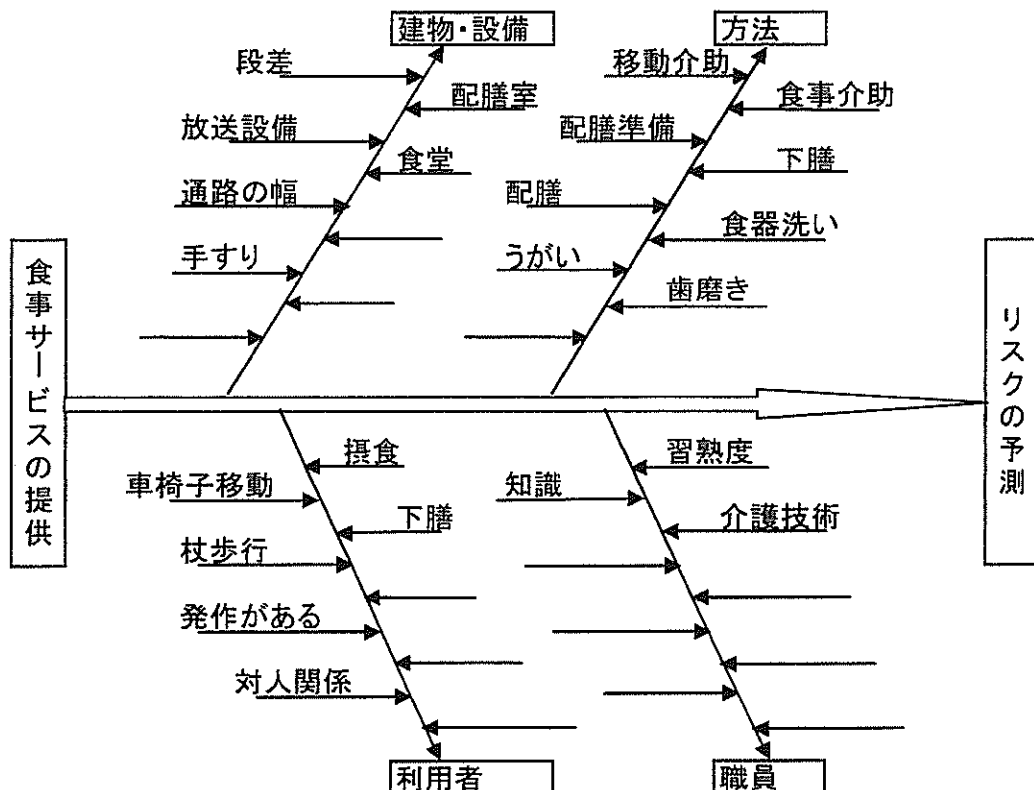 建物・設備
段差
配膳室
放送設備
食堂
通路の幅
手すり
方法
移動介助
食事介助
配膳準備
下膳
配膳
食器洗い
うがい
歯磨き
食事サービスの提供
リスクの予測
摂食
車椅子移動
下膳
杖歩行
発作がある
対人関係
利用者
習熟度
知識
介護技術
職員